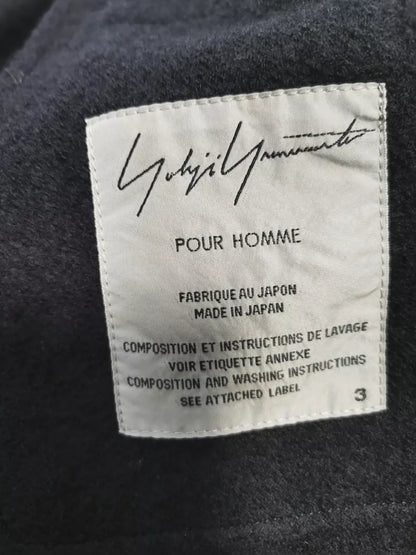 Yohji Yamamoto
POUR HOMME
FABRIQUE AU JAPON
MADE IN JAPAN
COMPOSITION ET INSTRUCTIONS DE LAVAGE
VOIR ETIQUETTE ANNEXE
COMPOSITION AND WASHING INSTRUCTIONS
SEE ATTACHED LABEL
3